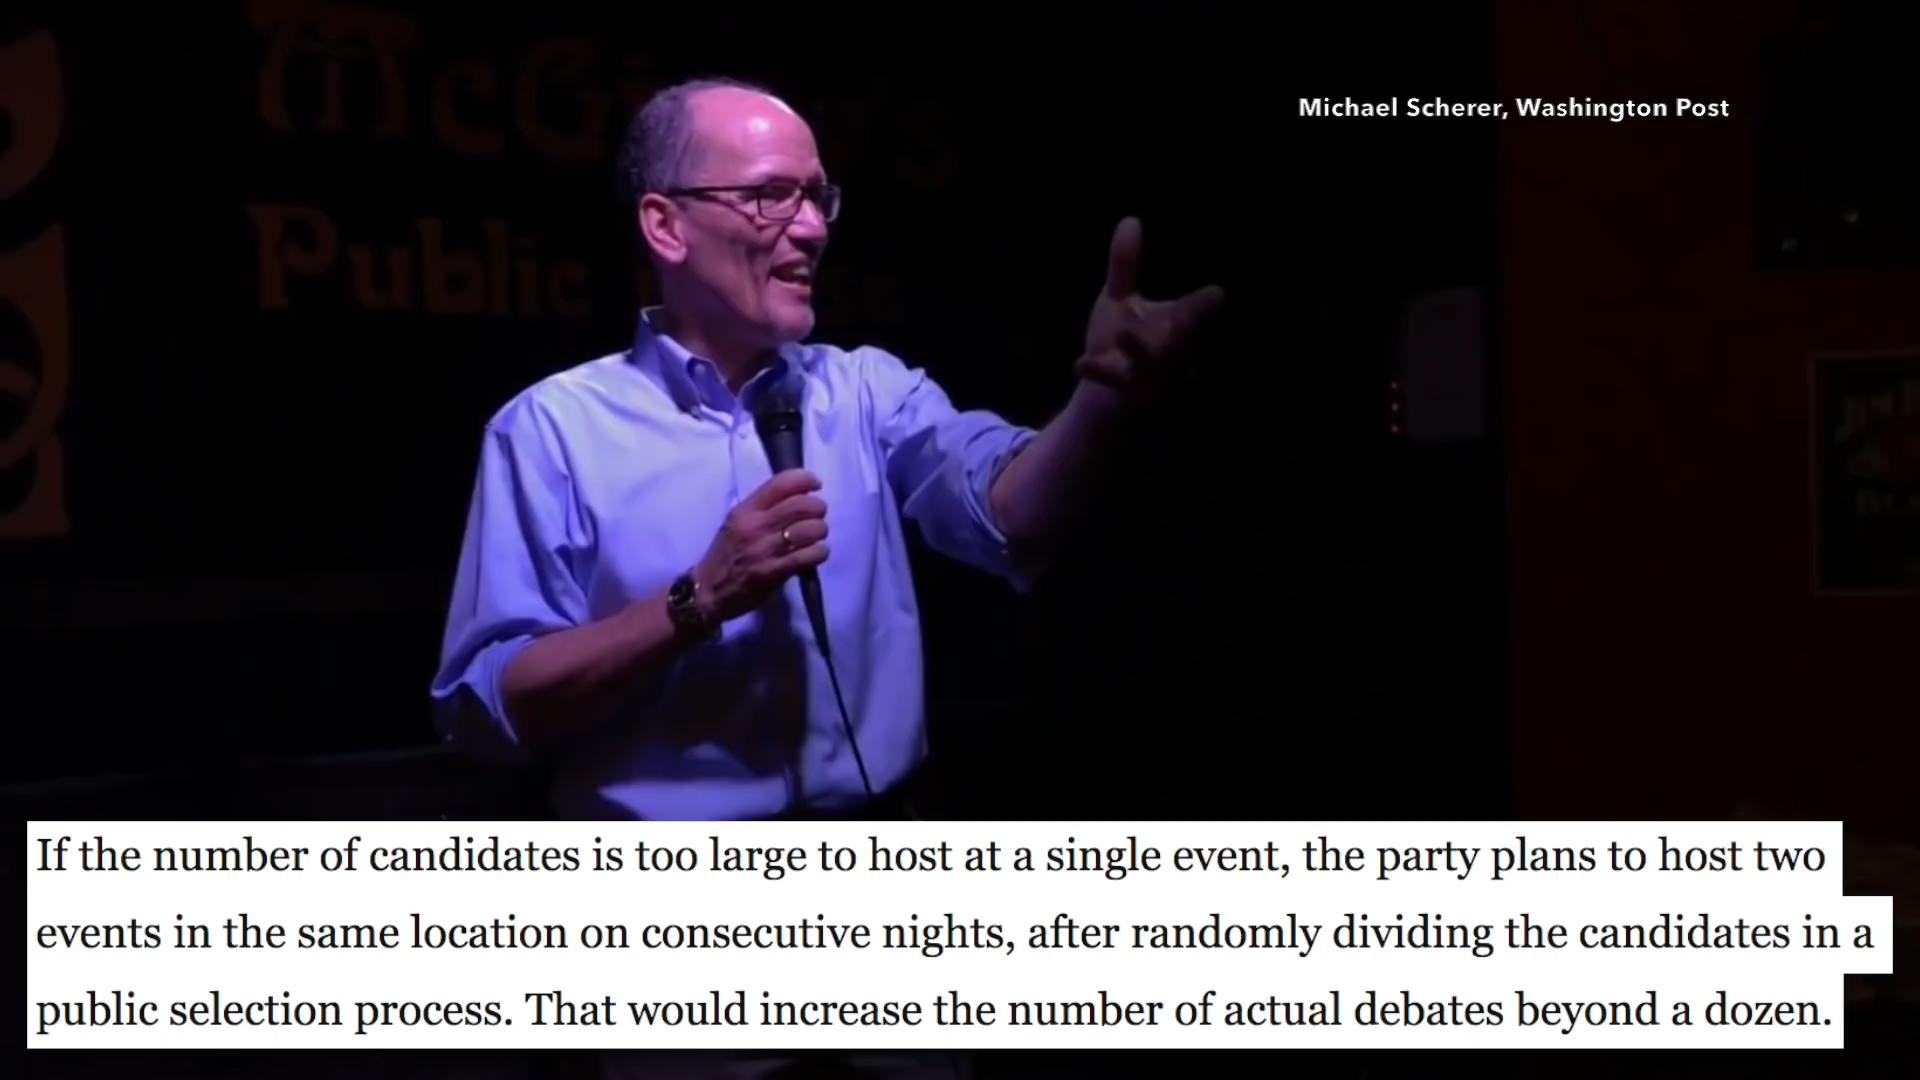 McG
Public
Michael Scherer, Washington Post
If the number of candidates is too large to host at a single event, the party plans to host two
events in the same location on consecutive nights, after randomly dividing the candidates in a
public selection process. That would increase the number of actual debates beyond a dozen.